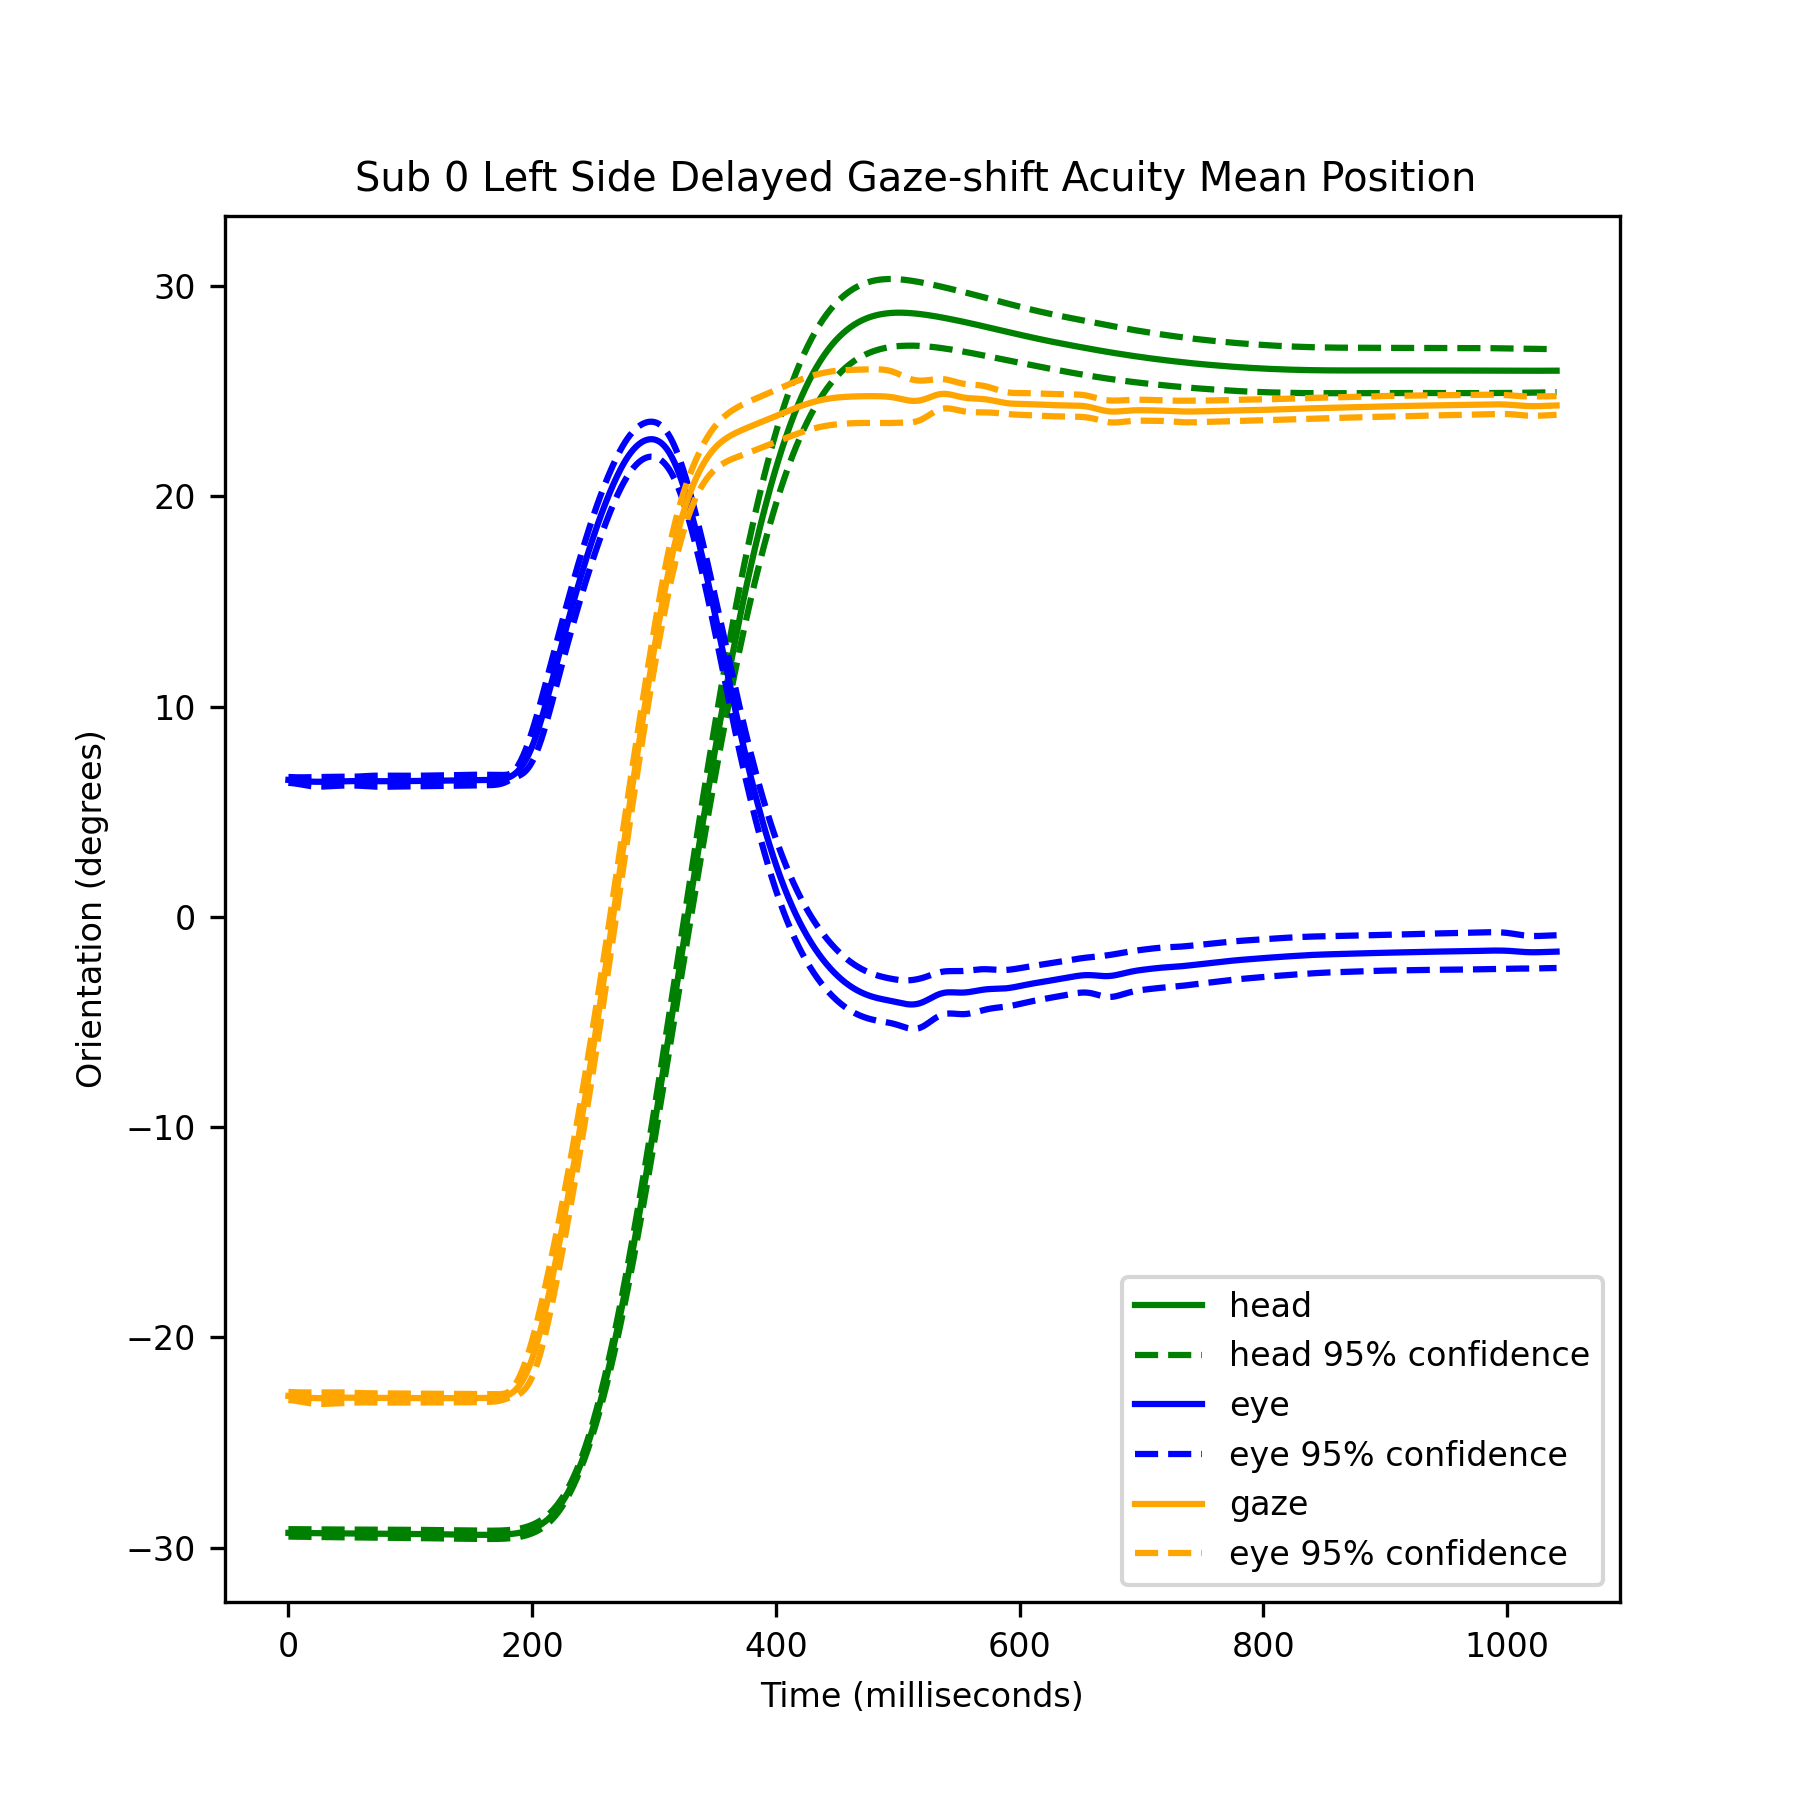 Sub 0 Left Side Delayed Gaze-shift Acuity Mean Position
30
20
10
0
−10
−20
−30
Orientation (degrees)
head
head 95% confidence
eye
eye 95% confidence
gaze
eye 95% confidence
0 200 400 600 800 1000
Time (milliseconds)